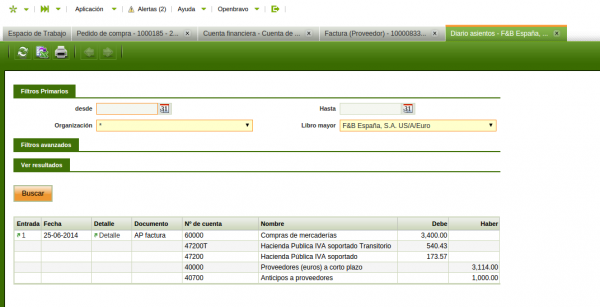 Aplicación Alertas (2) Ayuda Openbravo
Espacio de Trabajo Pedido de compra - 1000185 - 2... x Cuenta financiera - Cuenta de ... x Factura (Proveedor) - 10000833... x Diario asientos - F&B España, ... x
Filtros Primarios
desde 31 Hasta 31
Organización * Libro mayor F&B España, S.A. US/A/Euro
Filtros avanzados
Ver resultados
Buscar
Entrada Fecha Detalle Documento Nº de cuenta Nombre Debe Haber
1 25-06-2014 Detalle AP factura 60000 Compras de mercaderías 3,400.00
47200T Hacienda Publica IVA soportado Transitorio 540.43
47200 Hacienda Publica IVA soportado 173.57
40000 Proveedores (euros) a corto plazo 3,114.00
40700 Anticipos a proveedores 1,000.00